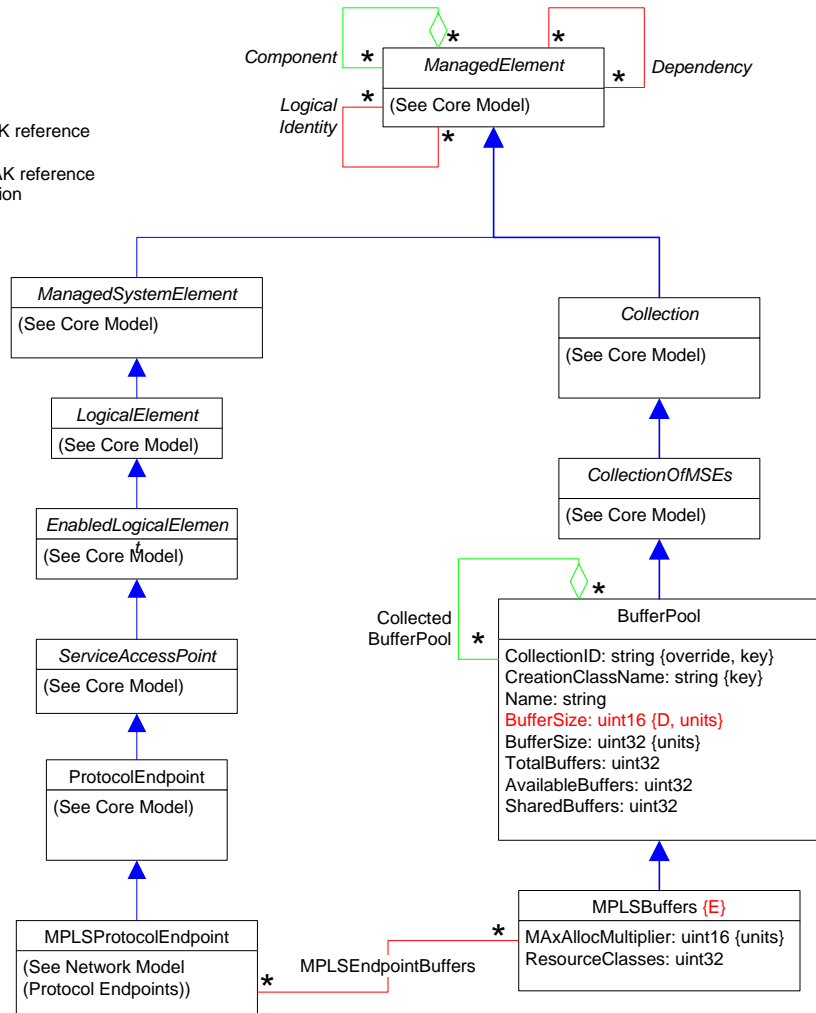 Component
*
*
ManagedElement
(See Core Model)
*
*
Dependency
Logical
Identity
*
*
K reference
AK reference
ion
ManagedSystemElement
(See Core Model)
Collection
(See Core Model)
LogicalElement
(See Core Model)
CollectionOfMSEs
(See Core Model)
EnabledLogicalElemen
t
(See Core Model)
Collected
BufferPool
*
*
BufferPool
CollectionID: string {override, key}
CreationClassName: string {key}
Name: string
BufferSize: uint16 {D, units}
BufferSize: uint32 {units}
TotalBuffers: uint32
AvailableBuffers: uint32
SharedBuffers: uint32
ServiceAccessPoint
(See Core Model)
ProtocolEndpoint
(See Core Model)
MPLSProtocolEndpoint
(See Network Model
(Protocol Endpoints))
*
MPLSEndpointBuffers
*
MPLSBuffers {E}
MAxAllocMultiplier: uint16 {units}
ResourceClasses: uint32